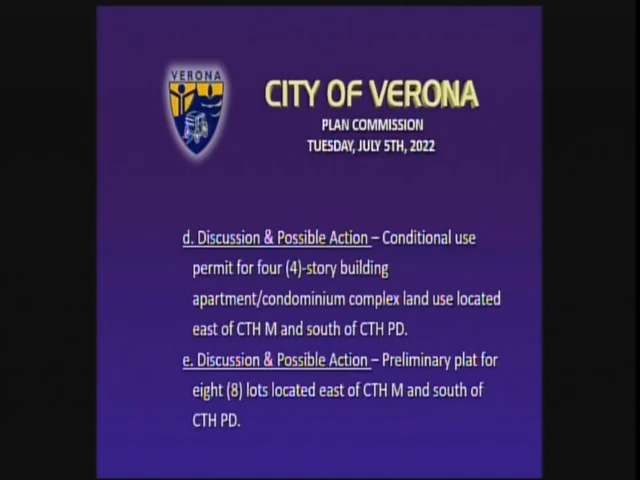 VERONA
CITY OF VERONA
PLAN COMMISSION
TUESDAY, JULY 5TH, 2022
d. Discussion & Possible Action – Conditional use
permit for four (4)-story building
apartment/condominium complex land use located
east of CTH M and south of CTH PD.
e. Discussion & Possible Action – Preliminary plat for
eight (8) lots located east of CTH M and south of
CTH PD.